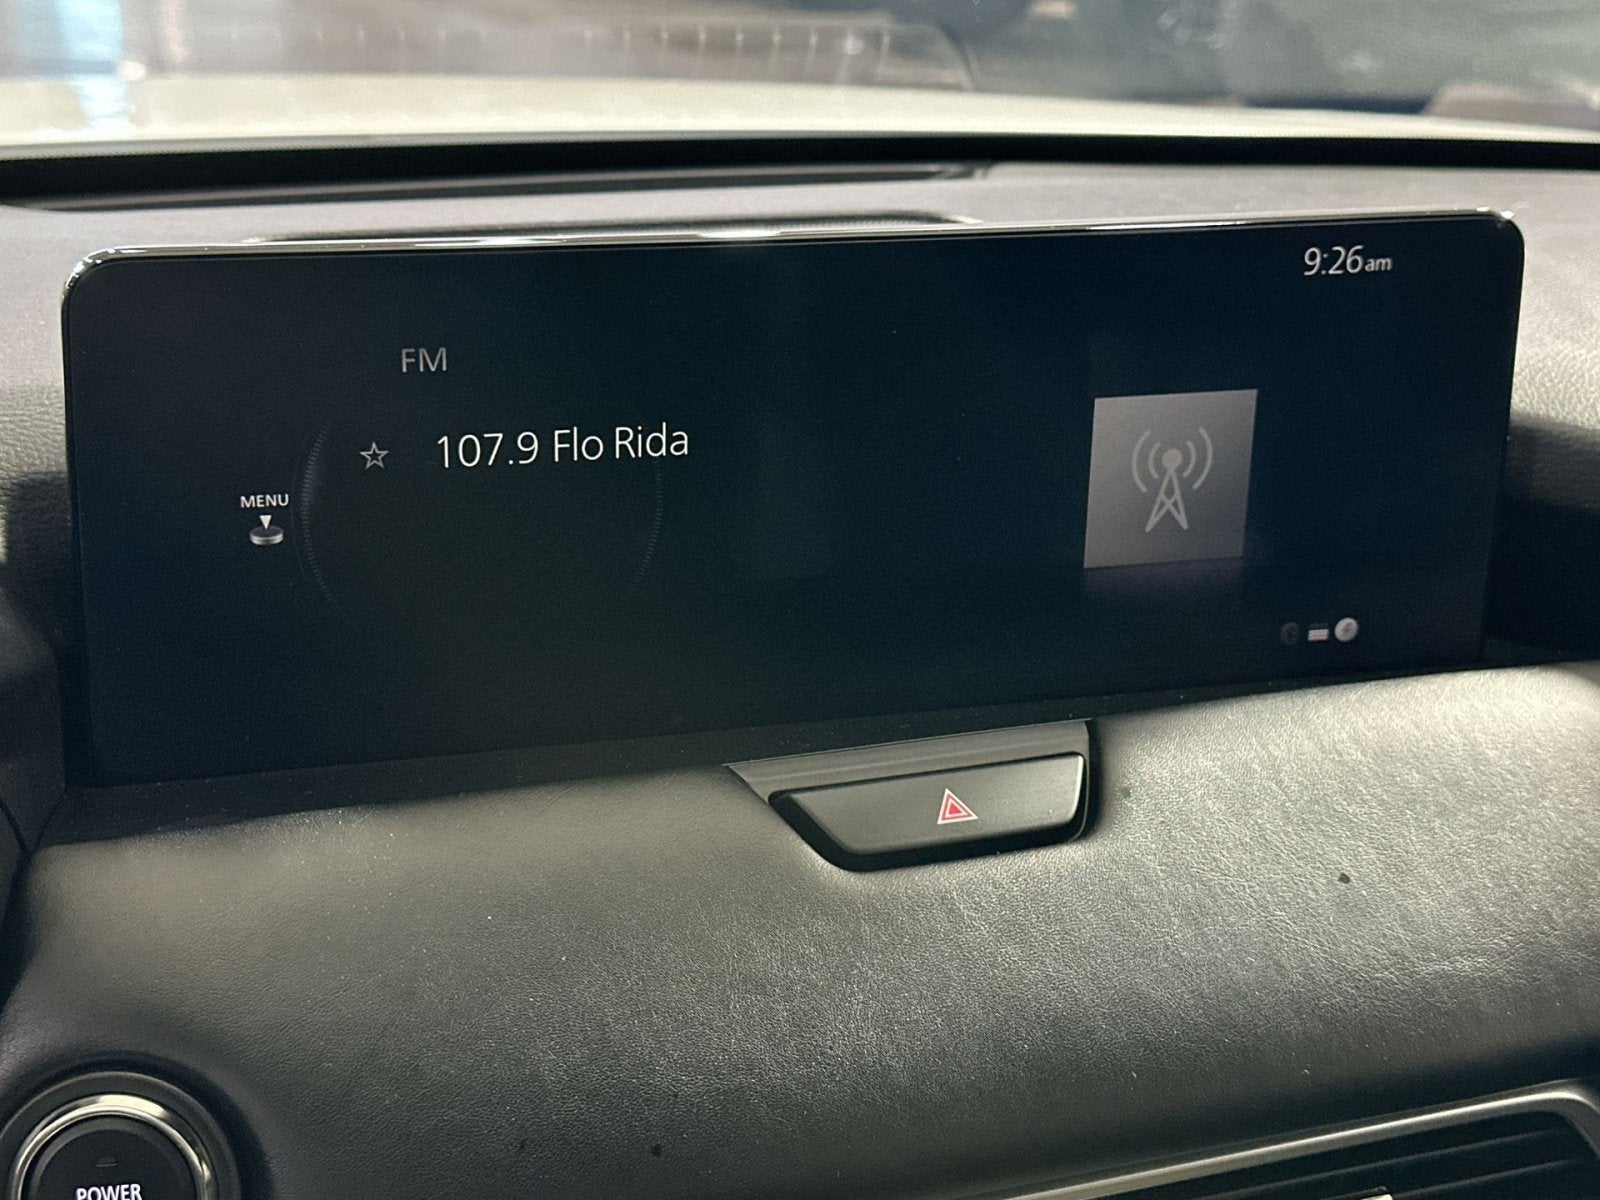 9:26am
FM
107.9 Flo Rida
MENU
POWER